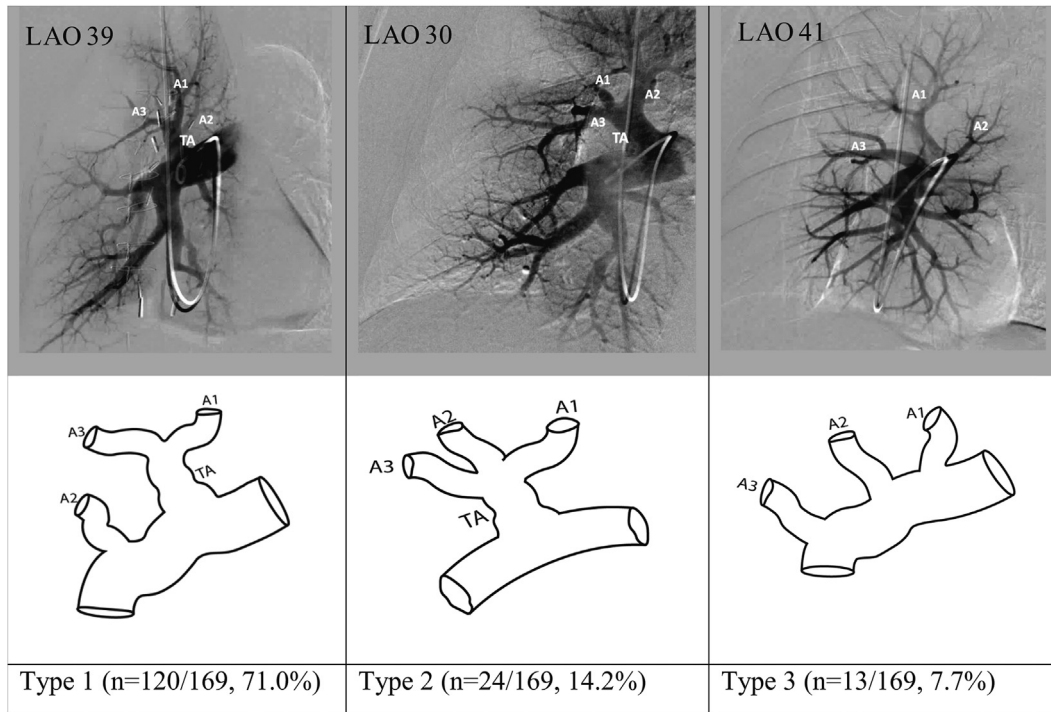 LAO 39
A1
A3
A2
TA
LAO 30
A1
A2
A3
TA
LAO 41
A1
A2
A3
A1
A3
TA
A2
A2
A1
A3
TA
A1
A2
A3
Type 1 (n=120/169, 71.0%)
Type 2 (n=24/169, 14.2%)
Type 3 (n=13/169, 7.7%)